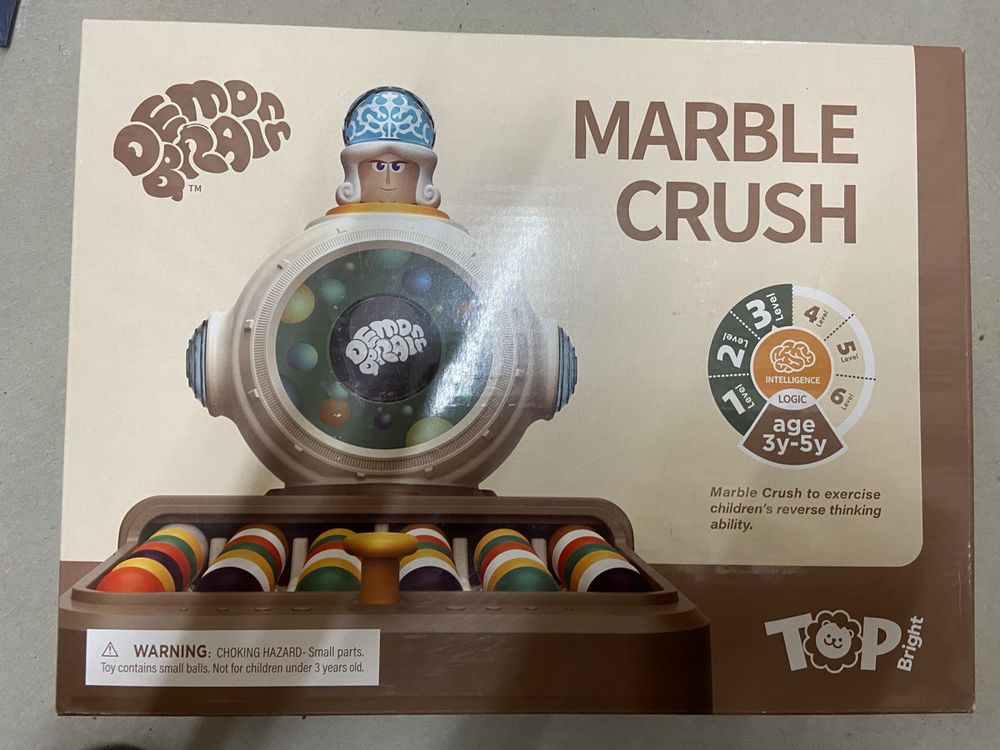 DEMON
BRAIN
TM
MARBLE
CRUSH
DEMON
BRAIN
1 Level
2 Level
3 Level
4 Level
5 Level
6 Level
INTELLIGENCE
LOGIC
age
3y-5y
Marble Crush to exercise
children's reverse thinking
ability.
⚠ WARNING: CHOKING HAZARD- Small parts.
Toy contains small balls. Not for children under 3 years old.
TOP Bright